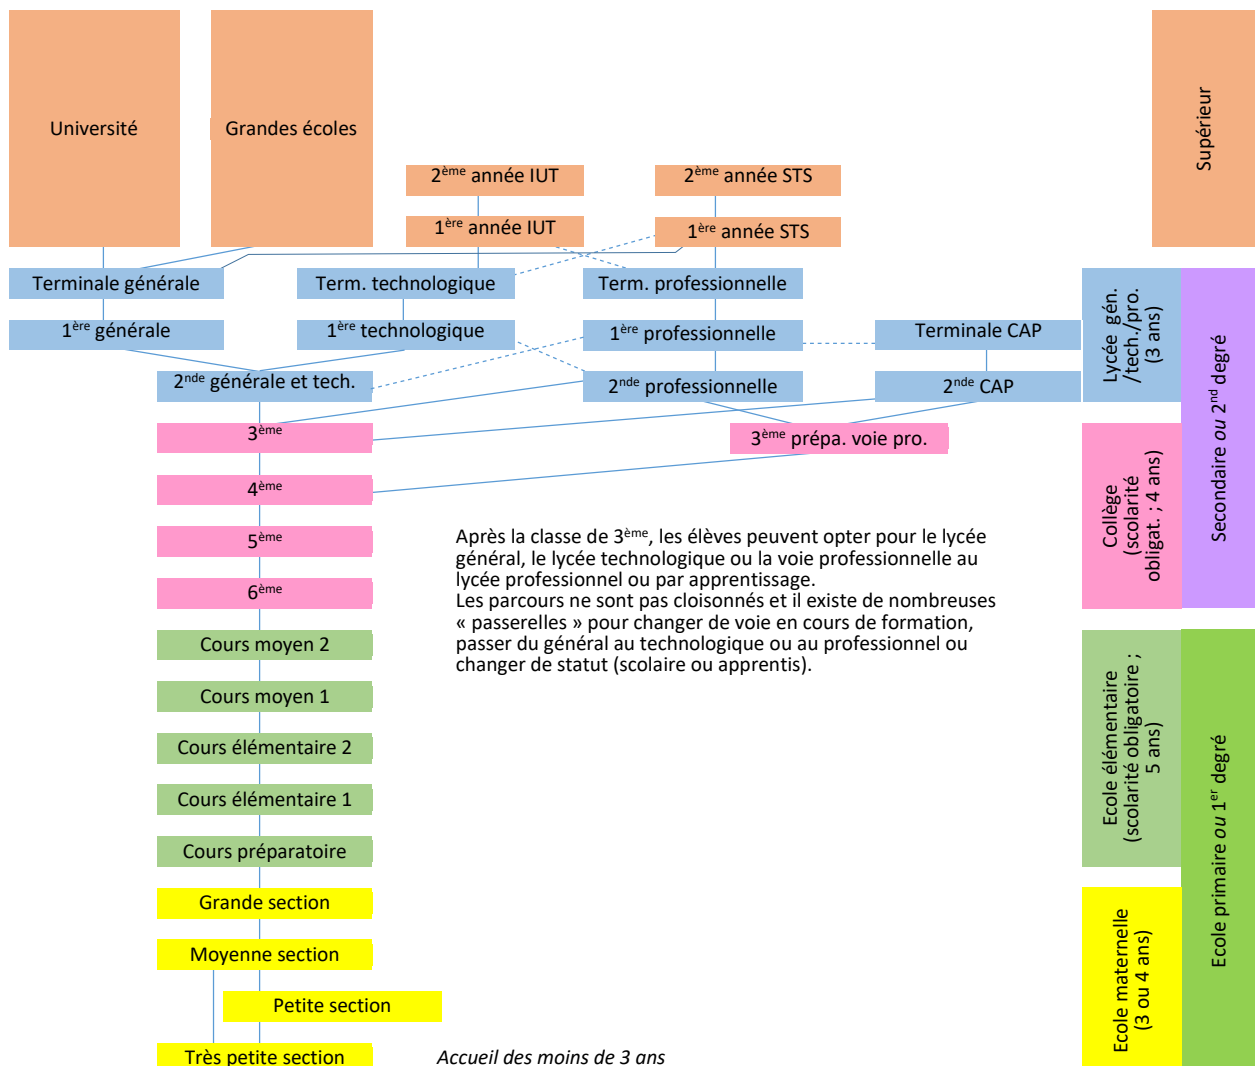 Université
Grandes écoles
Supérieur
2ème année IUT
2ème année STS
1ère année IUT
1ère année STS
Terminale générale
Term. technologique
Term. professionnelle
1ère générale
1ère technologique
1ère professionnelle
Terminale CAP
Lycée gén.
/tech./pro.
(3 ans)
2nde générale et tech.
2nde professionnelle
2nd CAP
3ème
3ème prépa. voie pro.
Secondaire ou 2nd degré
4ème
Collège
(scolarité
obligat. ; 4 ans)
5ème
6ème
Après la classe de 3ème, les élèves peuvent opter pour le lycée
général, le lycée technologique ou la voie professionnelle au
lycée professionnel ou par apprentissage.
Les parcours ne sont pas cloisonnés et il existe de nombreuses
« passerelles » pour changer de voie en cours de formation,
passer du général au technologique ou au professionnel ou
changer de statut (scolaire ou apprentis).
Cours moyen 2
Cours moyen 1
Cours élémentaire 2
Cours élémentaire 1
Cours préparatoire
Ecole élémentaire
(scolarité obligatoire ;
5 ans)
Ecole primaire ou 1er degré
Grande section
Moyenne section
Petite section
Très petite section
Accueil des moins de 3 ans
Ecole maternelle
(3 ou 4 ans)